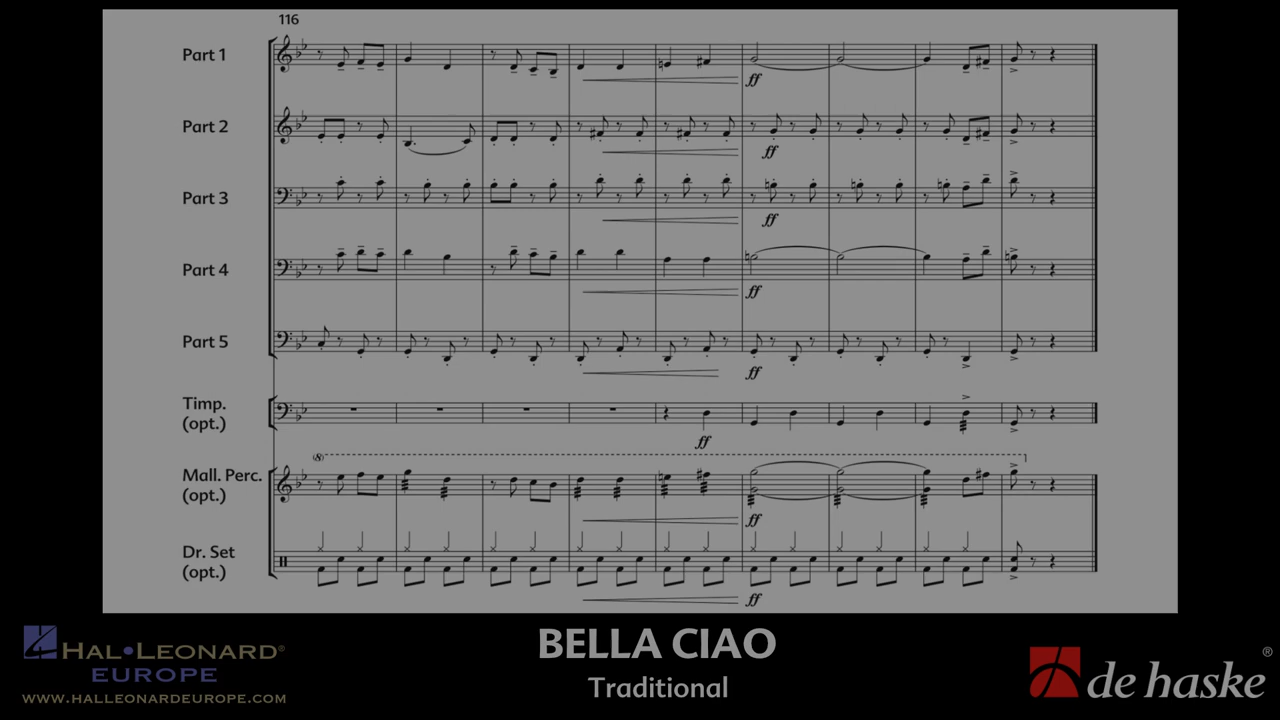 116
Part 1
ff
Part 2
ff
Part 3
ff
Part 4
ff
Part 5
ff
Timp.
(opt.)
ff
(8)
Mall. Perc.
(opt.)
ff
Dr. Set
(opt.)
ff
HAL•LEONARD®
EUROPE
WWW.HALLEONARDEUROPE.COM
BELLA CIAO
Traditional
de haske®